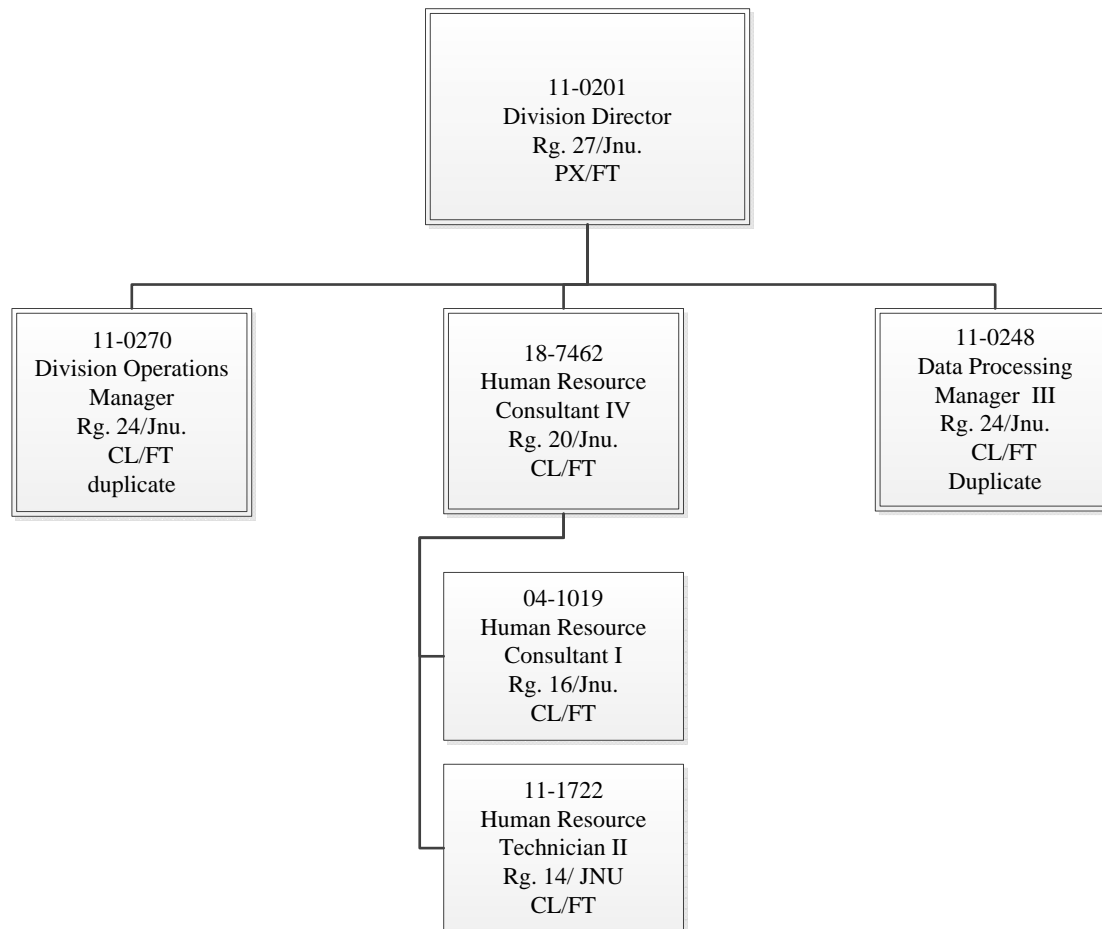 11-0201
Division Director
Rg. 27/Jnu.
PX/FT
11-0270
Division Operations
Manager
Rg. 24/Jnu.
CL/FT
duplicate
18-7462
Human Resource
Consultant IV
Rg. 20/Jnu.
CL/FT
11-0248
Data Processing
Manager III
Rg. 24/Jnu.
CL/FT
Duplicate
04-1019
Human Resource
Consultant I
Rg. 16/Jnu.
CL/FT
11-1722
Human Resource
Technician II
Rg. 14/ JNU
CL/FT